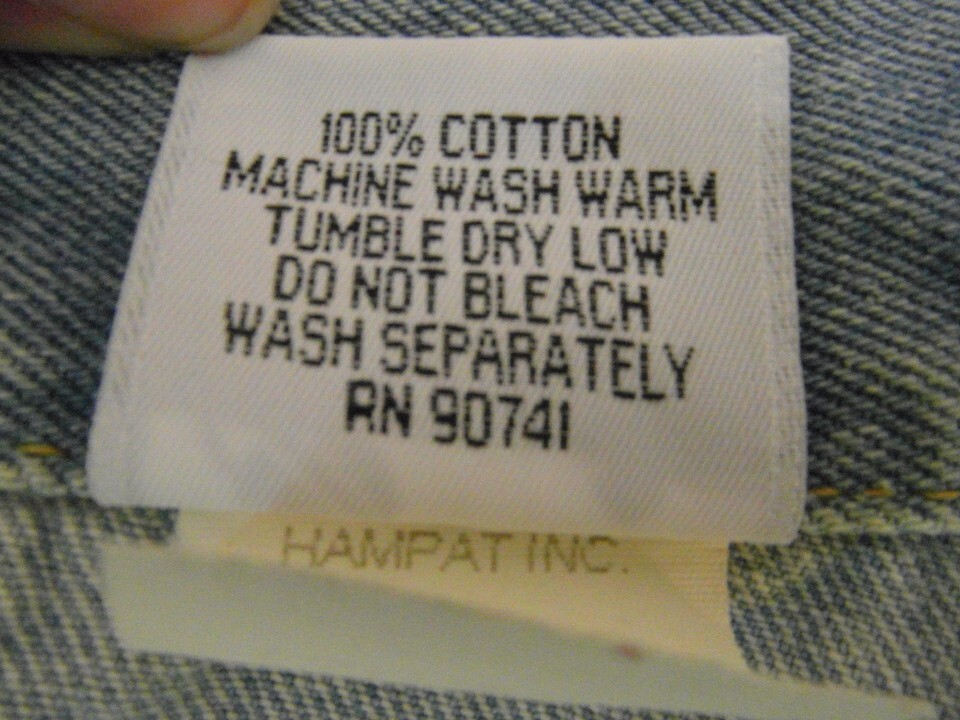 100% COTTON
MACHINE WASH WARM
TUMBLE DRY LOW
DO NOT BLEACH
WASH SEPARATELY
RN 90741
HAMPAT INC.